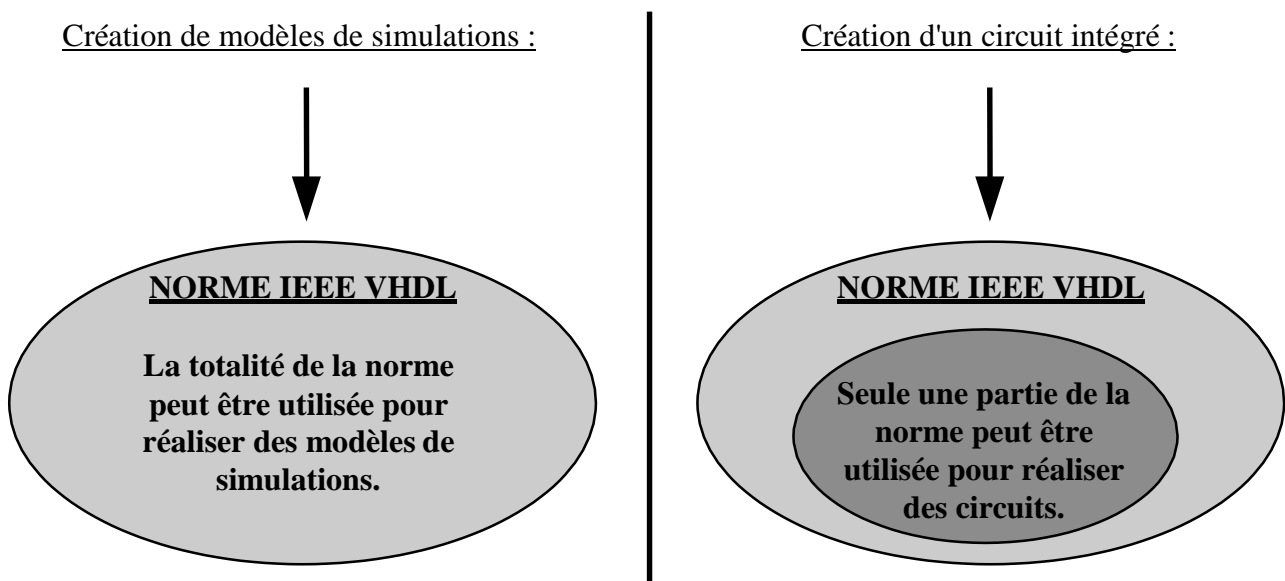 Création de modèles de simulations :
NORME IEEE VHDL
La totalité de la norme
peut être utilisée pour
réaliser des modèles de
simulations.
Création d'un circuit intégré :
NORME IEEE VHDL
Seule une partie de la
norme peut être
utilisée pour réaliser
des circuits.